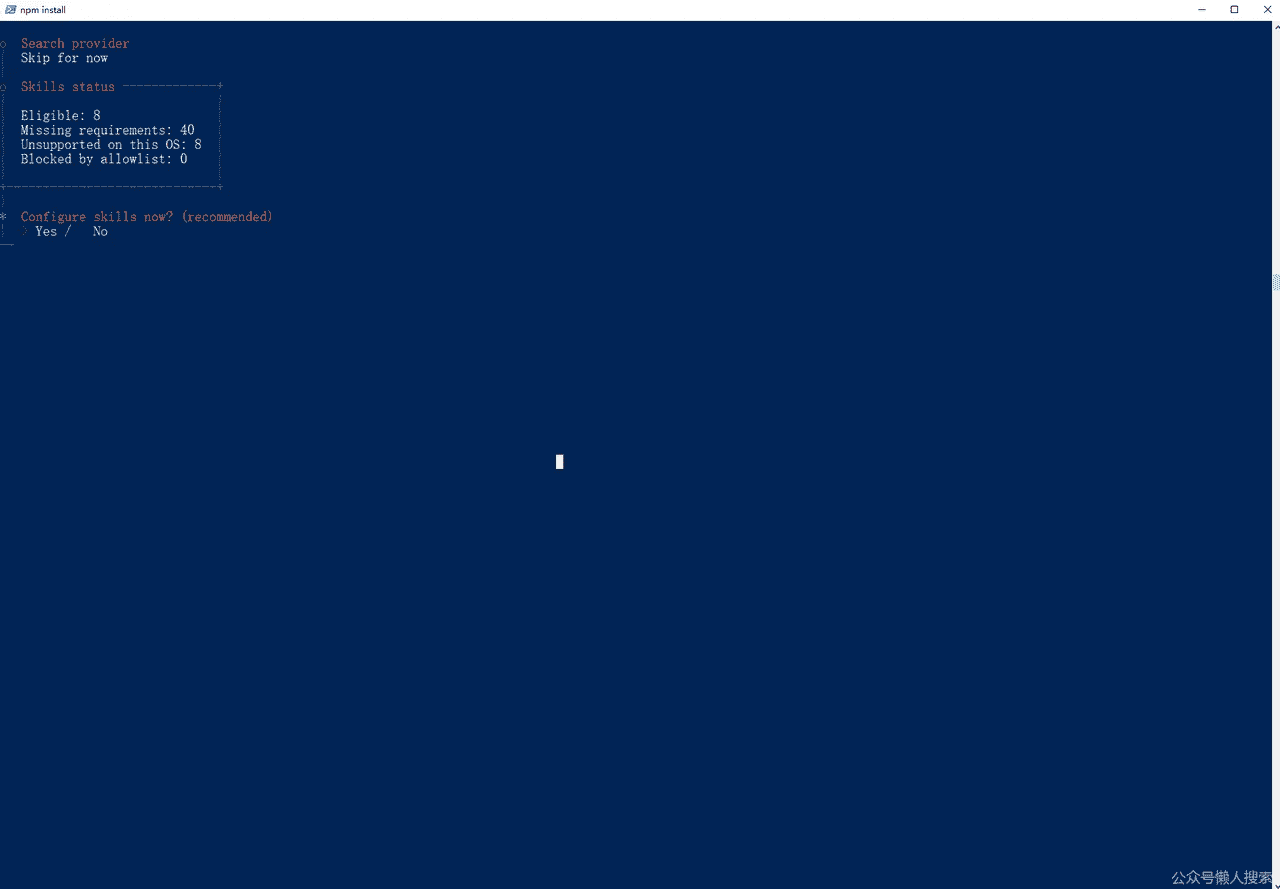 npm install
Search provider
Skip for now
Skills status
Eligible: 8
Missing requirements: 40
Unsupported on this OS: 8
Blocked by allowlist: 0
Configure skills now? (recommended)
Yes / No
公众号懒人搜索